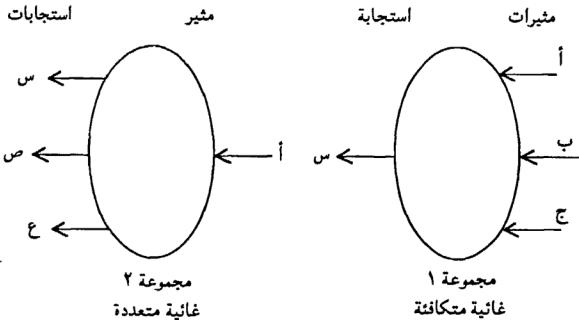 مثيرات استجابة مثير استجابات
أ
ب
ج
س
مجموعة ١
غائية متكافئة
أ
س
ص
ع
مجموعة ٢
غائية متعددة